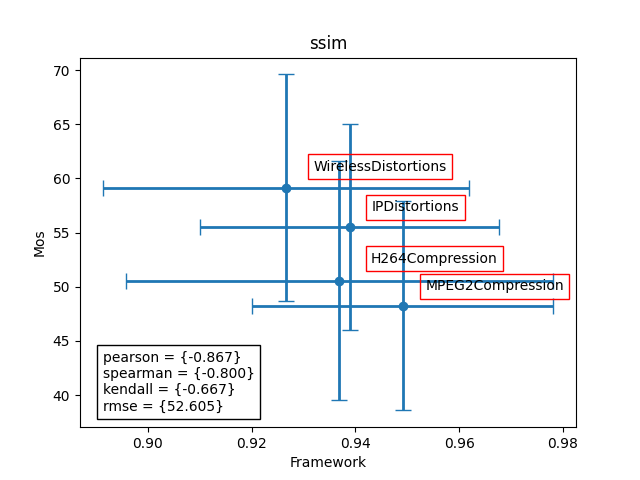 ssim
70
65
60
55
50
45
40
Mos
WirelessDistortions
IPDistortions
H264Compression
MPEG2Compression
pearson = {-0.867}
spearman = {-0.800}
kendall = {-0.667}
rmse = {52.605}
0.90 0.92 0.94 0.96 0.98
Framework